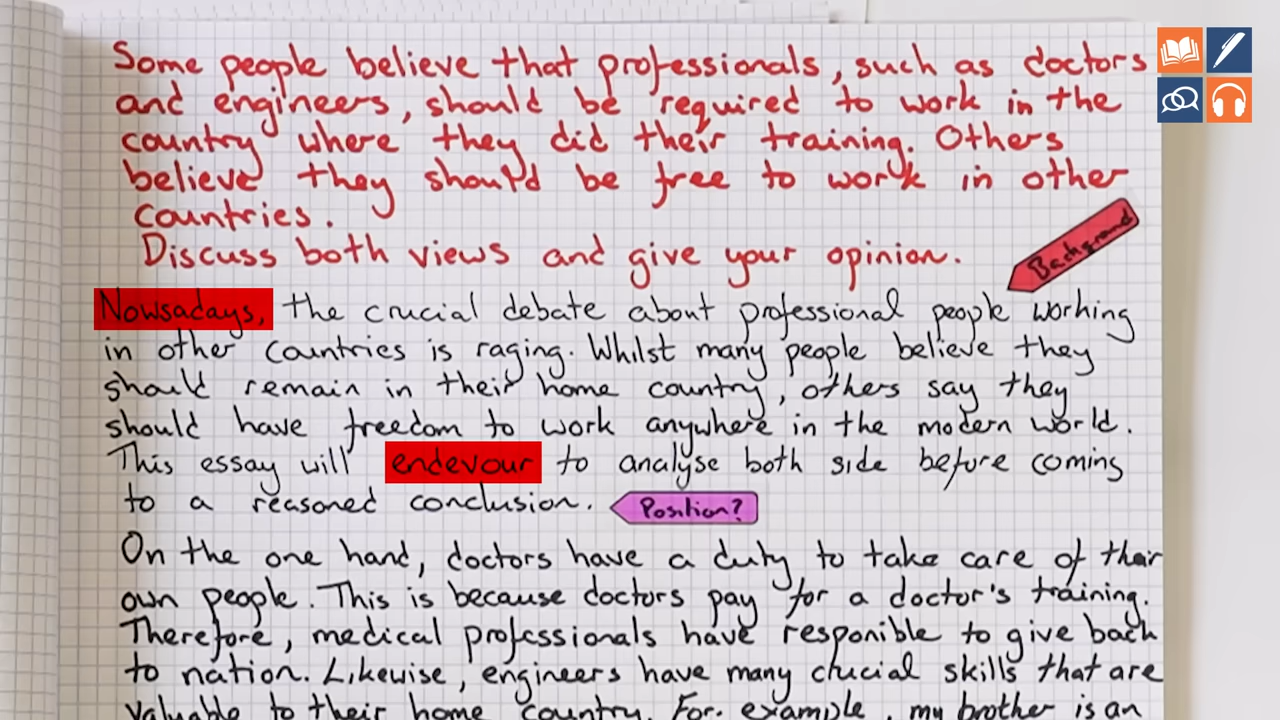 Some people believe that professionals, such as doctors
and engineers, should be required to work in the
country where they did their training. Others
believe they should be free to work in other
countries.
Discuss both views and give your opinion.
Background
Nowsadays, the crucial debate about professional people working
in other countries is raging. Whilst many people believe they
should remain in their home country, others say they
should have freedom to work anywhere in the modern world.
This essay will endevour to analyse both side before coming
to a reasoned conclusion.
Position?
On the one hand, doctors have a duty to take care of their
own people. This is because doctors pay for a doctor's training.
Therefore, medical professionals have responible to give back
to nation. Likewise, engineers have many crucial skills that are
valuable to their home country. For. example, my brother is an